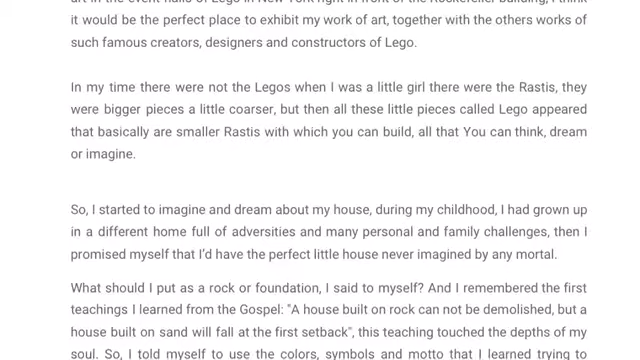 art in the event halls of Lego in New York right in front of the Rockefeller building, I think
it would be the perfect place to exhibit my work of art, together with the others works of
such famous creators, designers and constructors of Lego.
In my time there were not the Legos when I was a little girl there were the Rastis, they
were bigger pieces a little coarser, but then all these little pieces called Lego appeared
that basically are smaller Rastis with which you can build, all that You can think, dream
or imagine.
So, I started to imagine and dream about my house, during my childhood, I had grown up
in a different home full of adversities and many personal and family challenges, then I
promised myself that I'd have the perfect little house never imagined by any mortal.
What should I put as a rock or foundation, I said to myself? And I remembered the first
teachings I learned from the Gospel: "A house built on rock can not be demolished, but a
house built on sand will fall at the first setback", this teaching touched the depths of my
soul. So, I told myself to use the colors, symbols and motto that I learned trying to